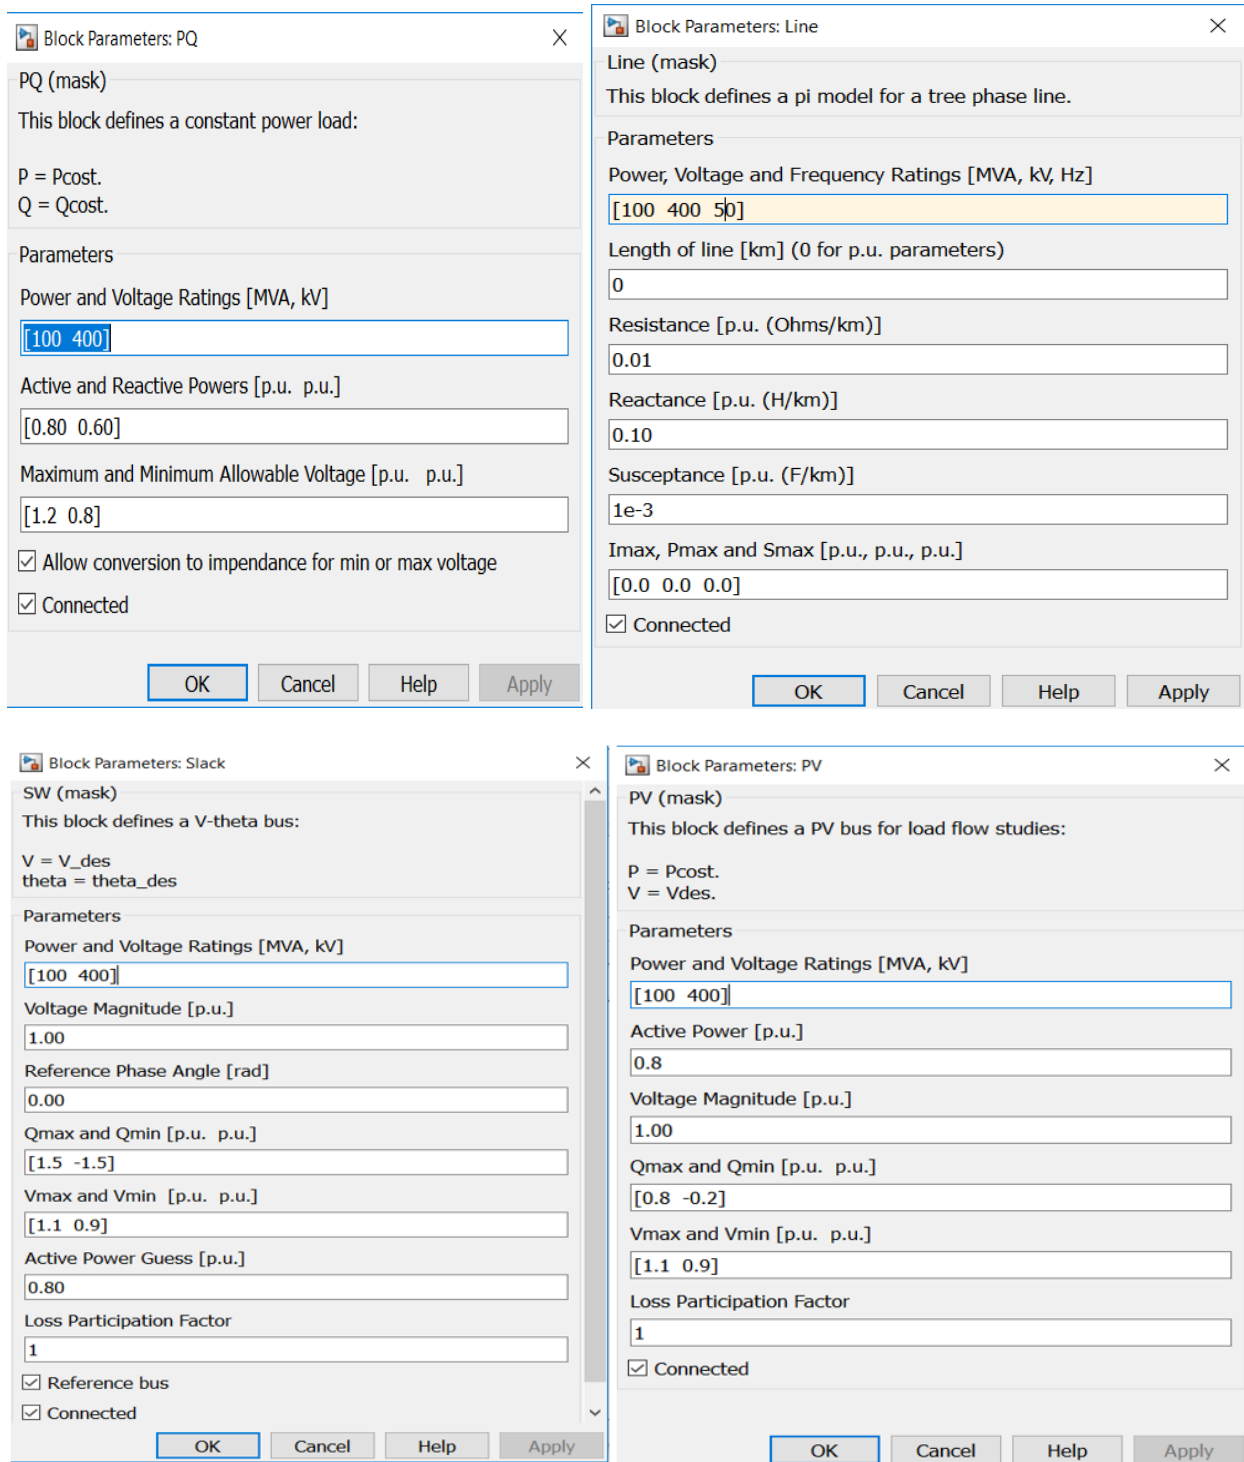 Block Parameters: PQ
PQ (mask)
This block defines a constant power load:
P = Pcost.
Q = Qcost.
Parameters
Power and Voltage Ratings [MVA, kV]
[100 400]
Active and Reactive Powers [p.u. p.u.]
[0.80 0.60]
Maximum and Minimum Allowable Voltage [p.u. p.u.]
[1.2 0.8]
Allow conversion to impendance for min or max voltage
Connected
OK Cancel Help Apply
Block Parameters: Line
Line (mask)
This block defines a pi model for a tree phase line.
Parameters
Power, Voltage and Frequency Ratings [MVA, kV, Hz]
[100 400 50]
Length of line [km] (0 for p.u. parameters)
0
Resistance [p.u. (Ohms/km)]
0.01
Reactance [p.u. (H/km)]
0.10
Susceptance [p.u. (F/km)]
1e-3
Imax, Pmax and Smax [p.u., p.u., p.u.]
[0.0 0.0 0.0]
Connected
OK Cancel Help Apply
Block Parameters: Slack
SW (mask)
This block defines a V-theta bus:
V = V_des
theta = theta_des
Parameters
Power and Voltage Ratings [MVA, kV]
[100 400]
Voltage Magnitude [p.u.]
1.00
Reference Phase Angle [rad]
0.00
Qmax and Qmin [p.u. p.u.]
[1.5 -1.5]
Vmax and Vmin [p.u. p.u.]
[1.1 0.9]
Active Power Guess [p.u.]
0.80
Loss Participation Factor
1
Reference bus
Connected
OK Cancel Help Apply
Block Parameters: PV
PV (mask)
This block defines a PV bus for load flow studies:
P = Pcost.
V = Vdes.
Parameters
Power and Voltage Ratings [MVA, kV]
[100 400]
Active Power [p.u.]
0.8
Voltage Magnitude [p.u.]
1.00
Qmax and Qmin [p.u. p.u.]
[0.8 -0.2]
Vmax and Vmin [p.u. p.u.]
[1.1 0.9]
Loss Participation Factor
1
Connected
OK Cancel Help Apply